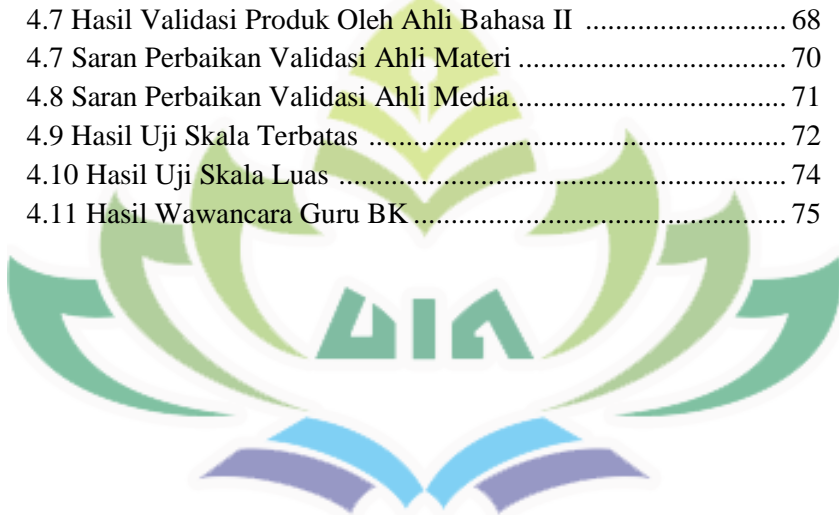 4.7 Hasil Validasi Produk Oleh Ahli Bahasa II ............................ 68
4.7 Saran Perbaikan Validasi Ahli Materi ..................................... 70
4.8 Saran Perbaikan Validasi Ahli Media...................................... 71
4.9 Hasil Uji Skala Terbatas ......................................................... 72
4.10 Hasil Uji Skala Luas .............................................................. 74
4.11 Hasil Wawancara Guru BK ................................................... 75